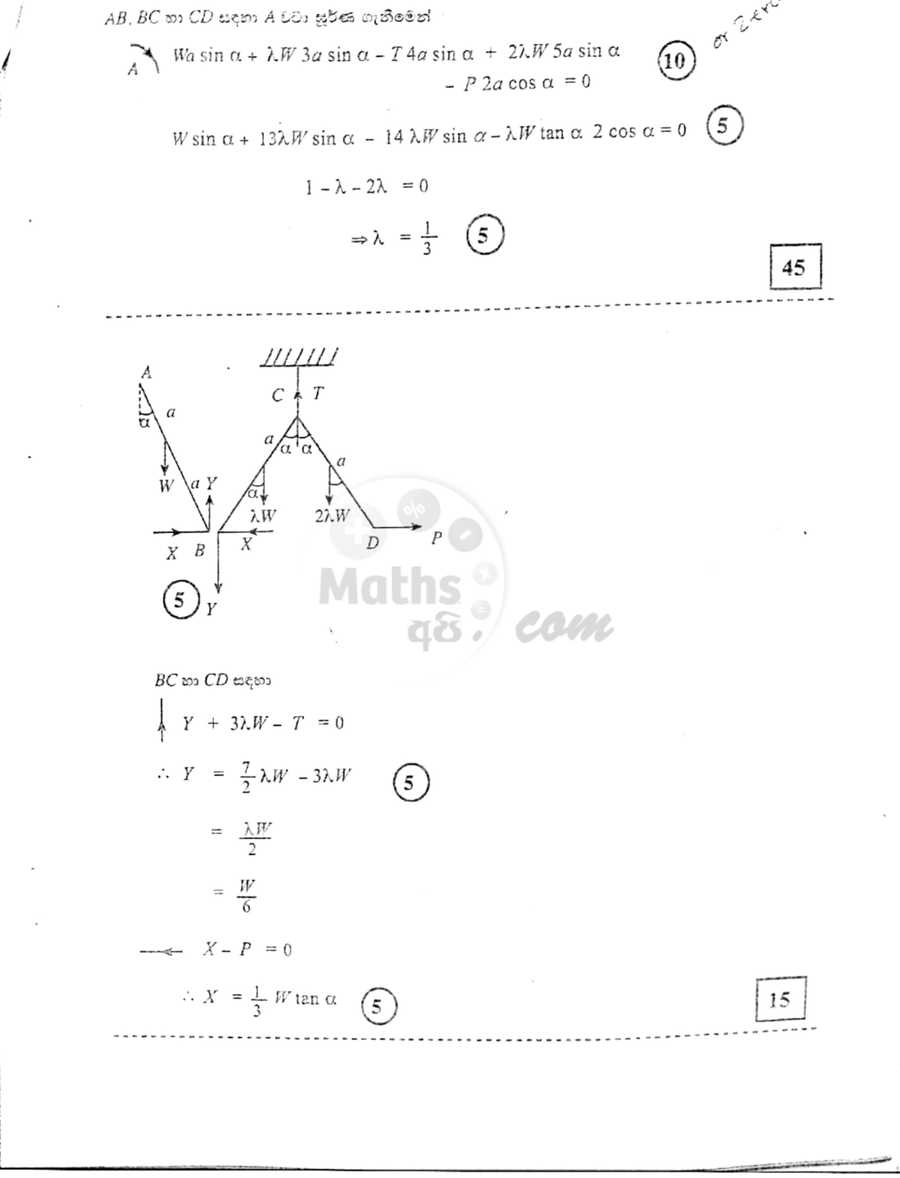 AB, BC හා CD සඳහා A වටා සූර්ණ ගැනීමෙන්
or 2
A Wa sin α + λW 3a sin α – T 4a sin α + 2λW 5a sin α (10)
– P 2a cos α = 0
W sin α + 13λW sin α – 14 λW sin α – λW tan α 2 cos α = 0 (5)
1 – λ – 2λ = 0
⇒ λ = 1/3 (5)
45
A
C T
α a
a α α a
W a Y
α
λW 2λW
X B X D P
(5) Y
Maths
අපි. com
BC හා CD සඳහා
Y + 3λW – T = 0
∴ Y = 7/2 λW – 3λW (5)
= λW/2
= W/6
X – P = 0
∴ X = 1/3 W tan α (5)
15